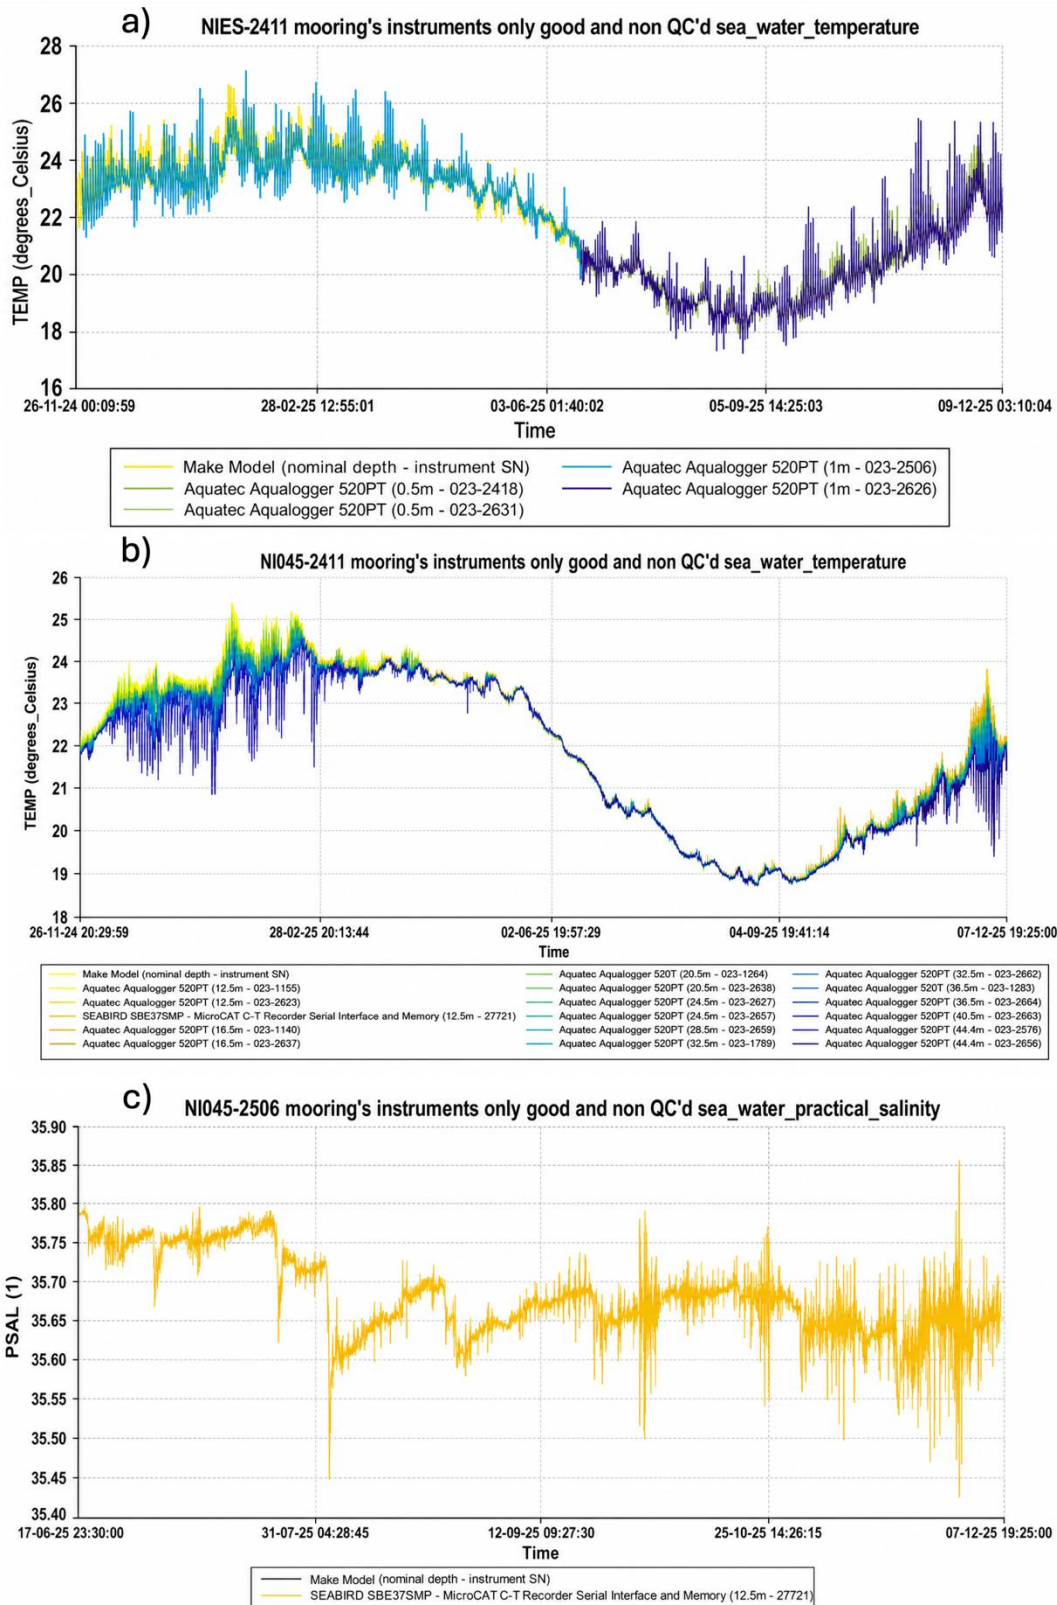 a)
NIES-2411 mooring's instruments only good and non QC'd sea_water_temperature
TEMP (degrees_Celsius)
28
26
24
22
20
18
16
26-11-24 00:09:59
28-02-25 12:55:01
03-06-25 01:40:02
05-09-25 14:25:03
09-12-25 03:10:04
Time
Make Model (nominal depth - instrument SN)
Aquatec Aqualogger 520PT (0.5m - 023-2418)
Aquatec Aqualogger 520PT (0.5m - 023-2631)
Aquatec Aqualogger 520PT (1m - 023-2506)
Aquatec Aqualogger 520PT (1m - 023-2626)
b)
NI045-2411 mooring's instruments only good and non QC'd sea_water_temperature
TEMP (degrees_Celsius)
26
25
24
23
22
21
20
19
18
26-11-24 20:29:59
28-02-25 20:13:44
02-06-25 19:57:29
04-09-25 19:41:14
07-12-25 19:25:00
Time
Make Model (nominal depth - instrument SN)
Aquatec Aqualogger 520PT (12.5m - 023-1155)
Aquatec Aqualogger 520PT (12.5m - 023-2623)
SEABIRD SBE37SMP - MicroCAT C-T Recorder Serial Interface and Memory (12.5m - 27721)
Aquatec Aqualogger 520PT (16.5m - 023-1140)
Aquatec Aqualogger 520PT (16.5m - 023-2637)
Aquatec Aqualogger 520T (20.5m - 023-1264)
Aquatec Aqualogger 520PT (20.5m - 023-2638)
Aquatec Aqualogger 520PT (24.5m - 023-2627)
Aquatec Aqualogger 520PT (24.5m - 023-2657)
Aquatec Aqualogger 520PT (28.5m - 023-2659)
Aquatec Aqualogger 520PT (32.5m - 023-1789)
Aquatec Aqualogger 520PT (32.5m - 023-2662)
Aquatec Aqualogger 520T (36.5m - 023-1283)
Aquatec Aqualogger 520PT (36.5m - 023-2664)
Aquatec Aqualogger 520PT (40.5m - 023-2663)
Aquatec Aqualogger 520PT (44.4m - 023-2576)
Aquatec Aqualogger 520PT (44.4m - 023-2656)
c)
NI045-2506 mooring's instruments only good and non QC'd sea_water_practical_salinity
PSAL (1)
35.90
35.85
35.80
35.75
35.70
35.65
35.60
35.55
35.50
35.45
35.40
17-06-25 23:30:00
31-07-25 04:28:45
12-09-25 09:27:30
25-10-25 14:26:15
07-12-25 19:25:00
Time
Make Model (nominal depth - instrument SN)
SEABIRD SBE37SMP - MicroCAT C-T Recorder Serial Interface and Memory (12.5m - 27721)